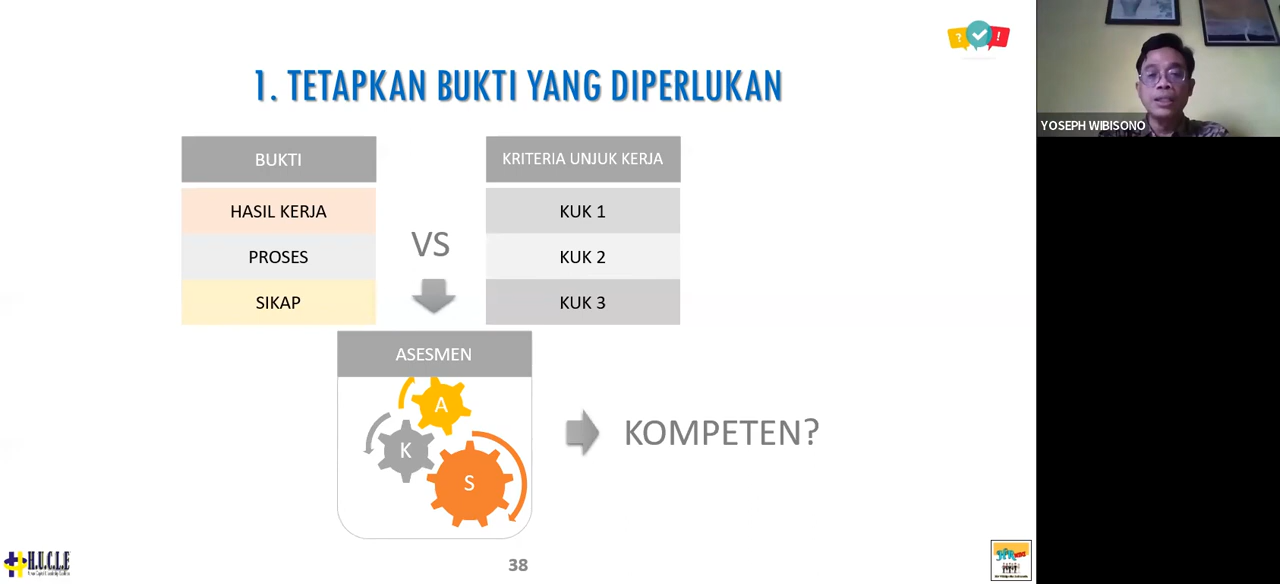 1. TETAPKAN BUKTI YANG DIPERLUKAN
? !
BUKTI
HASIL KERJA
PROSES
SIKAP
VS
KRITERIA UNJUK KERJA
KUK 1
KUK 2
KUK 3
ASESMEN
A
K
S
KOMPETEN?
YOSEPH WIBISONO
H.U.C.L.E
38